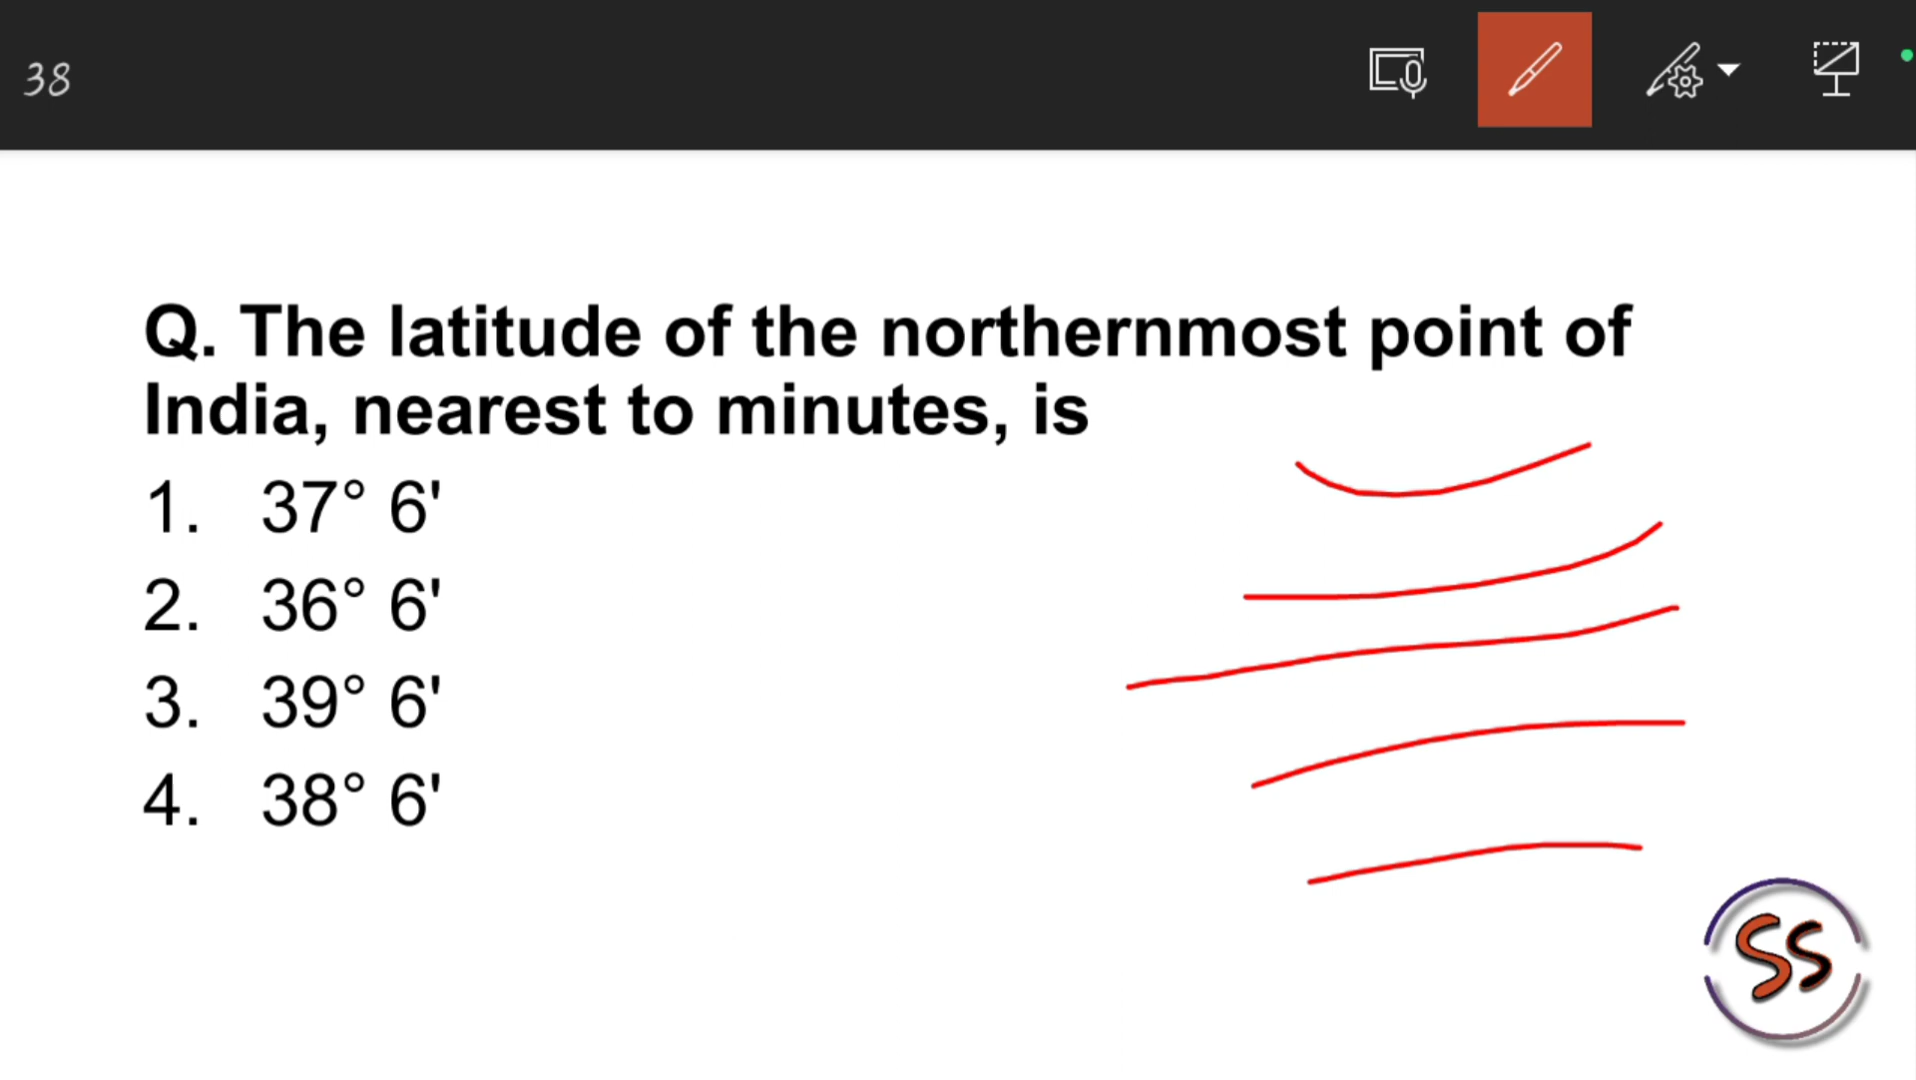 38
Q. The latitude of the northernmost point of
India, nearest to minutes, is
1. 37° 6'
2. 36° 6'
3. 39° 6'
4. 38° 6'
SS